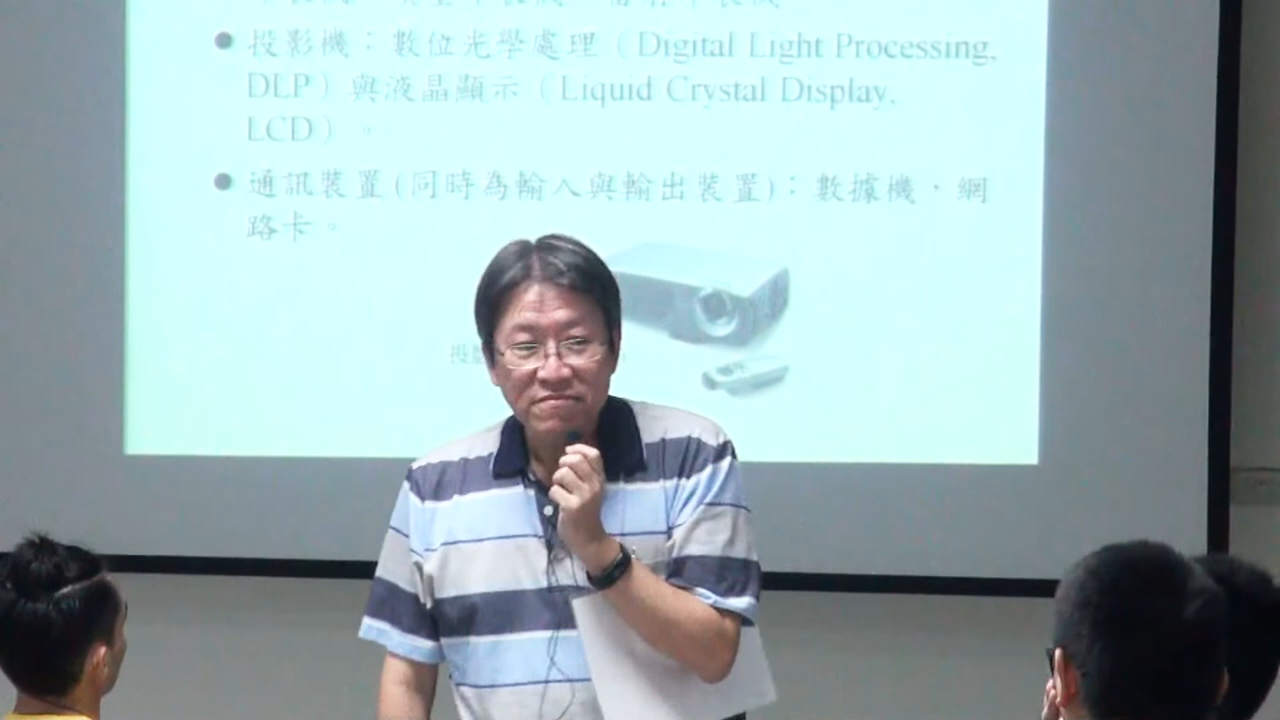 ● 投影機：數位光學處理（Digital Light Processing,
DLP）與液晶顯示（Liquid Crystal Display,
LCD）。
● 通訊裝置(同時為輸入與輸出裝置)：數據機、網
路卡。
投影